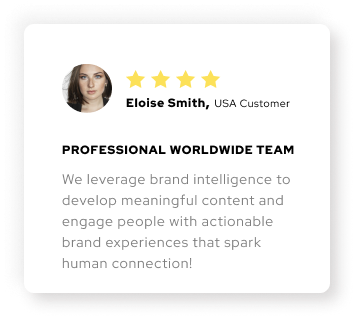 Eloise Smith, USA Customer
PROFESSIONAL WORLDWIDE TEAM
We leverage brand intelligence to
develop meaningful content and
engage people with actionable
brand experiences that spark
human connection!